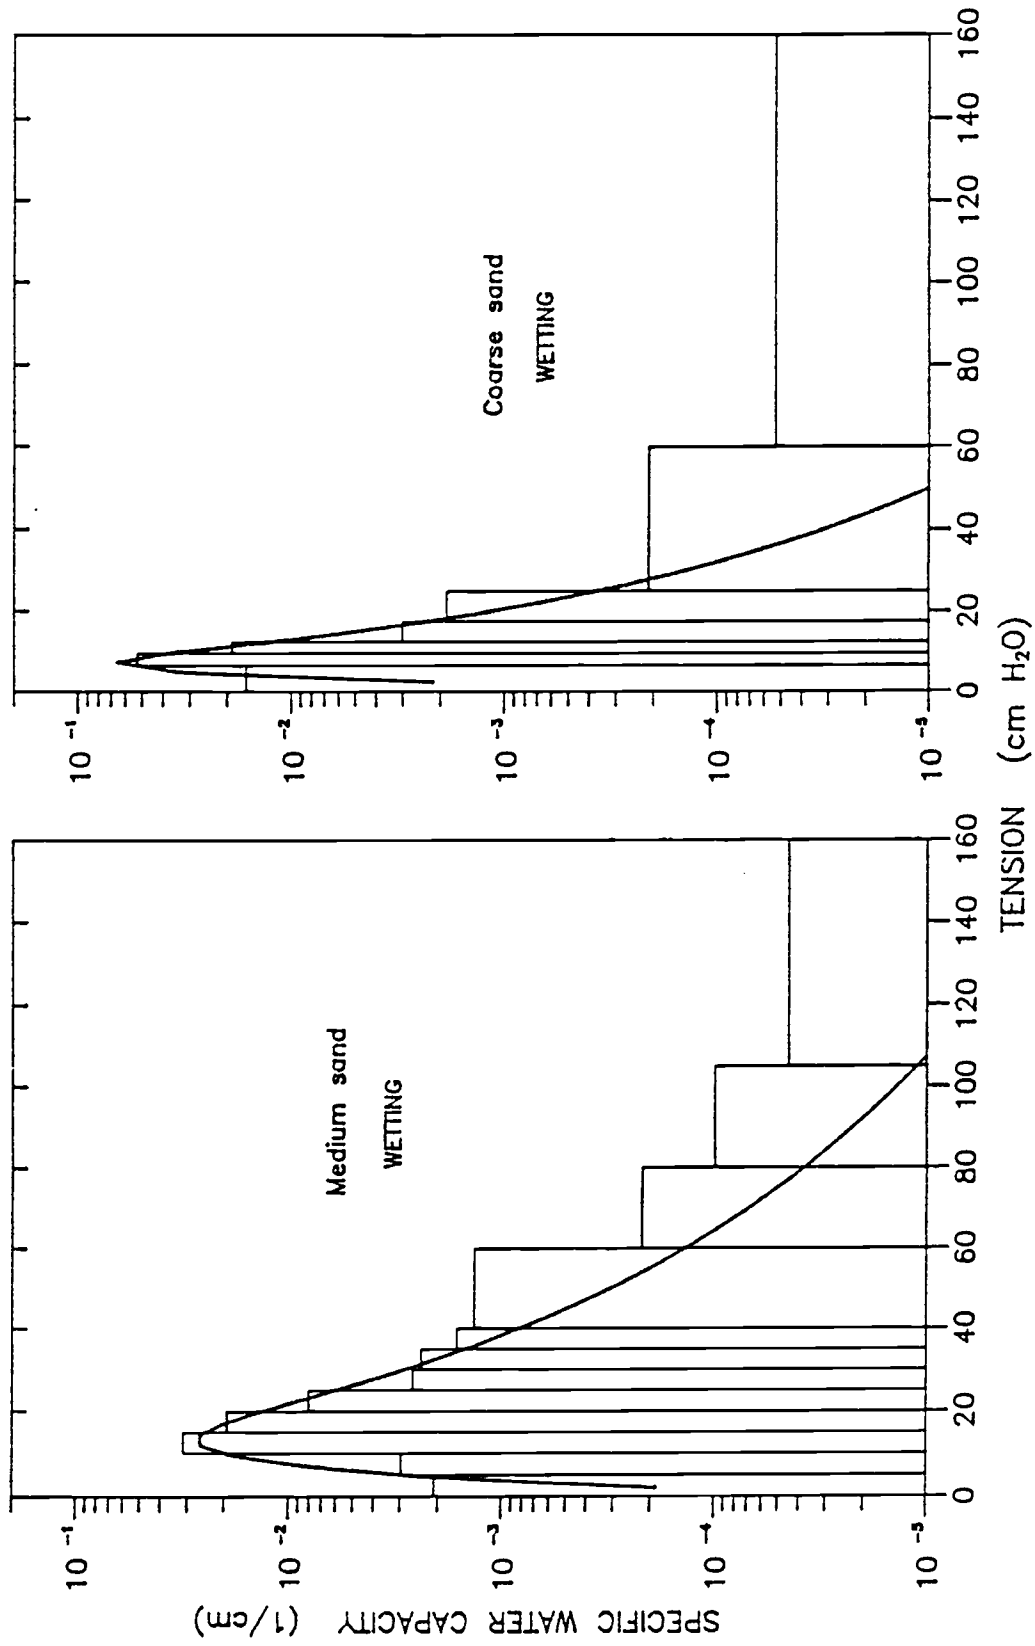 SPECIFIC WATER CAPACITY (1/cm)
10 -1
10 -2
10 -3
10 -4
10 -5
Medium sand
WETTING
0 20 40 60 80 100 120 140 160
10 -1
10 -2
10 -3
10 -4
10 -5
Coarse sand
WETTING
0 20 40 60 80 100 120 140 160
TENSION (cm H₂O)